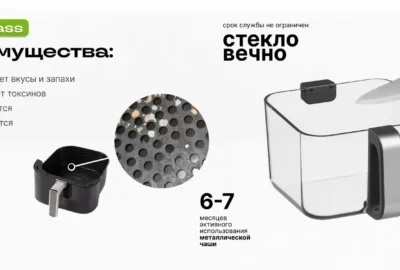 ass
мущества:
ет вкусы и запахи
т токсинов
тся
тся
срок службы не ограничен
стекло
вечно
6-7
месяцев
активного
использования
металлической
чаши